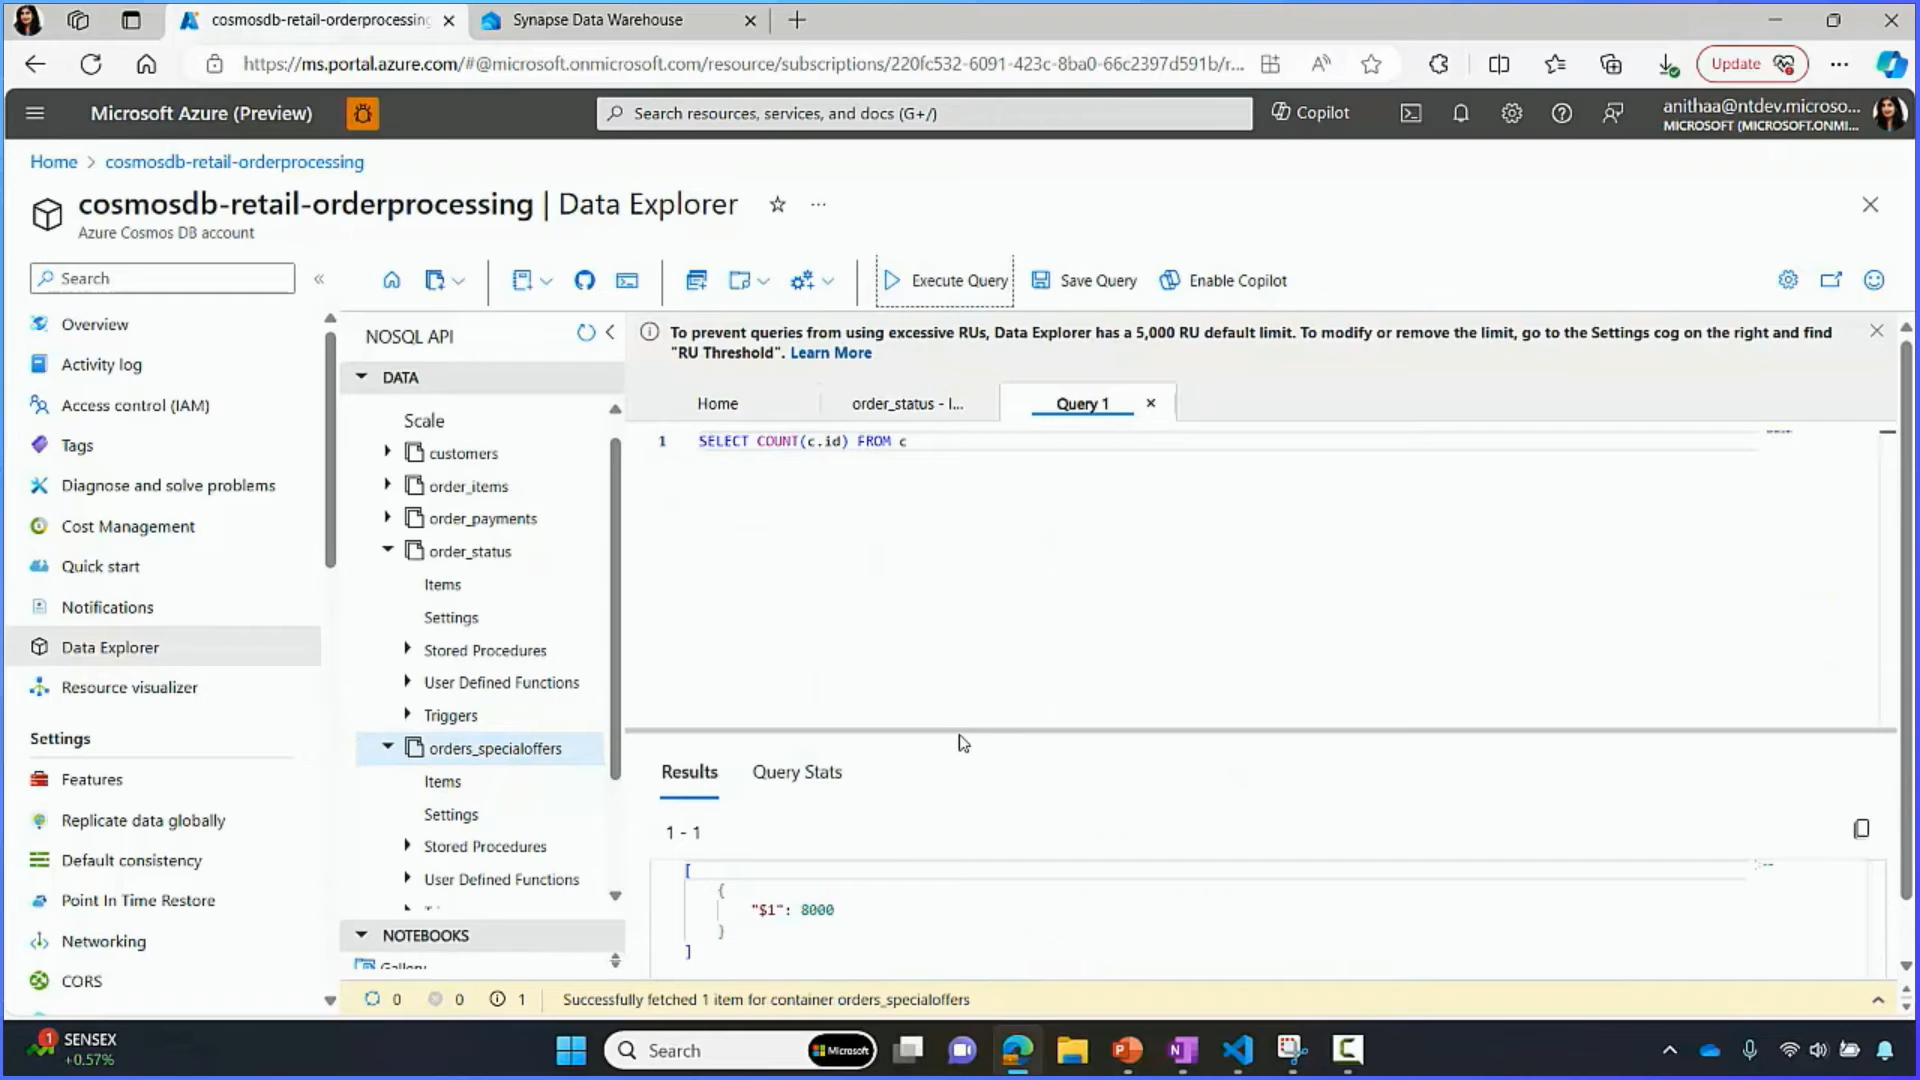 cosmosdb-retail-orderprocessing
Synapse Data Warehouse
https://ms.portal.azure.com/#@microsoft.onmicrosoft.com/resource/subscriptions/220fc532-6091-423c-8ba0-66c2397d591b/r...
Update
Microsoft Azure (Preview)
Search resources, services, and docs (G+/)
Copilot
anithaa@ntdev.microso...
MICROSOFT (MICROSOFT.ONMI...
Home > cosmosdb-retail-orderprocessing
cosmosdb-retail-orderprocessing | Data Explorer
Azure Cosmos DB account
Search
Execute Query
Save Query
Enable Copilot
Overview
Activity log
Access control (IAM)
Tags
Diagnose and solve problems
Cost Management
Quick start
Notifications
Data Explorer
Resource visualizer
Settings
Features
Replicate data globally
Default consistency
Point In Time Restore
Networking
CORS
NOSQL API
DATA
Scale
customers
order_items
order_payments
order_status
Items
Settings
Stored Procedures
User Defined Functions
Triggers
orders_specialoffers
Items
Settings
Stored Procedures
User Defined Functions
NOTEBOOKS
Gallery
To prevent queries from using excessive RUs, Data Explorer has a 5,000 RU default limit. To modify or remove the limit, go to the Settings cog on the right and find
"RU Threshold". Learn More
Home
order_status - I...
Query 1
1 SELECT COUNT(c.id) FROM c
Results
Query Stats
1 - 1
[
{
"$1": 8000
}
]
0 0 1 Successfully fetched 1 item for container orders_specialoffers
1
SENSEX
+0.57%
Search
Microsoft